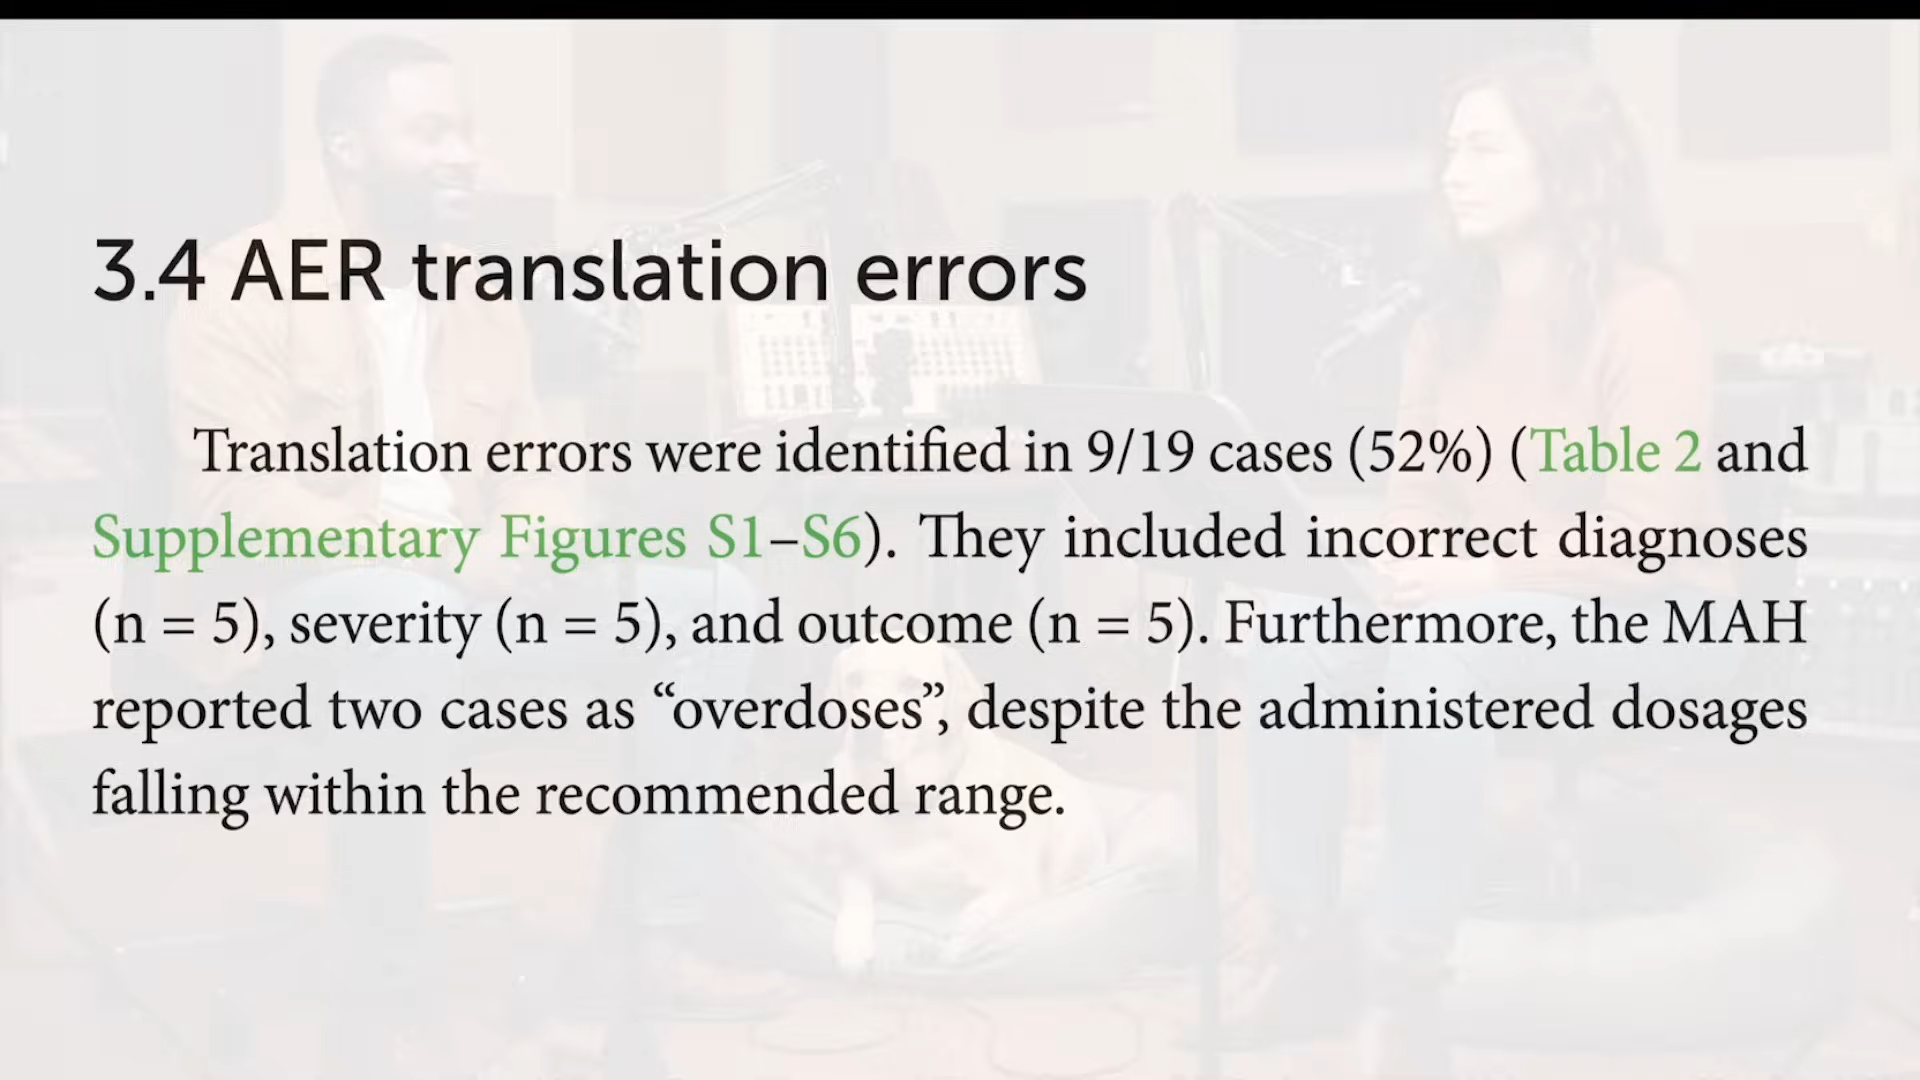 3.4 AER translation errors
Translation errors were identified in 9/19 cases (52%) (Table 2 and
Supplementary Figures S1–S6). They included incorrect diagnoses
(n = 5), severity (n = 5), and outcome (n = 5). Furthermore, the MAH
reported two cases as “overdoses”, despite the administered dosages
falling within the recommended range.